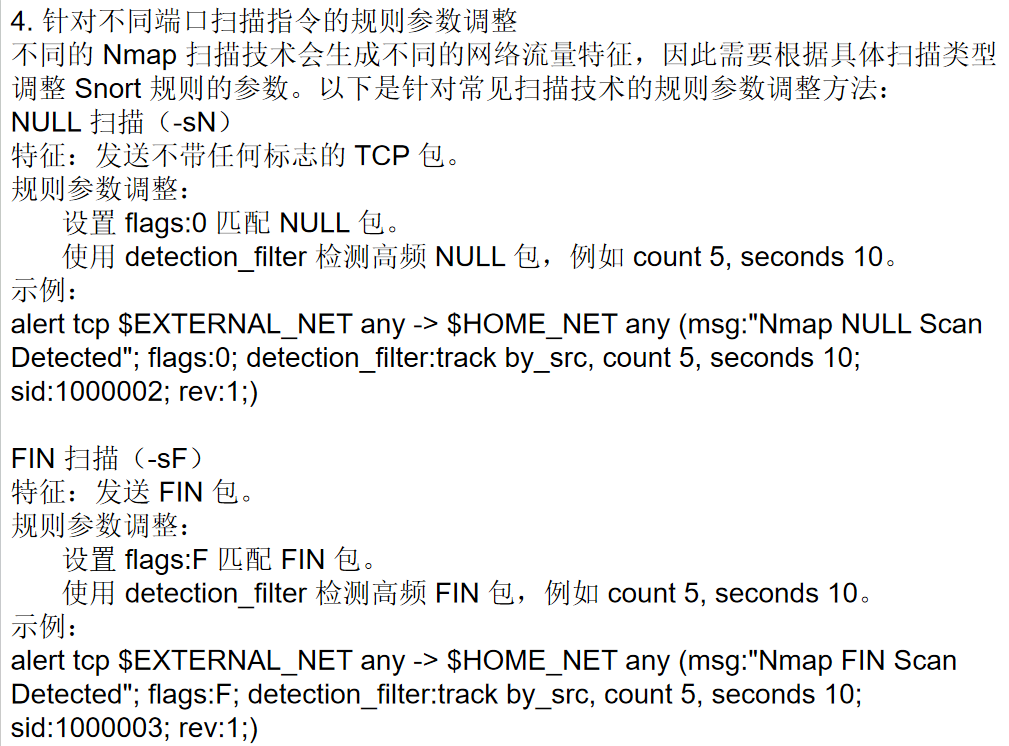 4. 针对不同端口扫描指令的规则参数调整
不同的 Nmap 扫描技术会生成不同的网络流量特征，因此需要根据具体扫描类型
调整 Snort 规则的参数。以下是针对常见扫描技术的规则参数调整方法：
NULL 扫描（-sN）
特征：发送不带任何标志的 TCP 包。
规则参数调整：
设置 flags:0 匹配 NULL 包。
使用 detection_filter 检测高频 NULL 包，例如 count 5, seconds 10。
示例：
alert tcp $EXTERNAL_NET any -> $HOME_NET any (msg:"Nmap NULL Scan
Detected"; flags:0; detection_filter:track by_src, count 5, seconds 10;
sid:1000002; rev:1;)
FIN 扫描（-sF）
特征：发送 FIN 包。
规则参数调整：
设置 flags:F 匹配 FIN 包。
使用 detection_filter 检测高频 FIN 包，例如 count 5, seconds 10。
示例：
alert tcp $EXTERNAL_NET any -> $HOME_NET any (msg:"Nmap FIN Scan
Detected"; flags:F; detection_filter:track by_src, count 5, seconds 10;
sid:1000003; rev:1;)